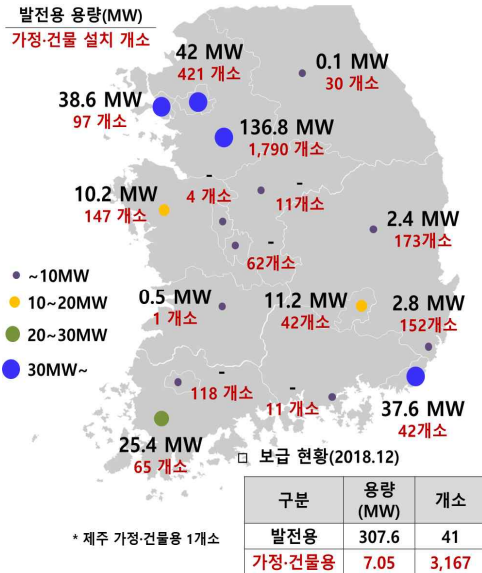 발전용 용량(MW)
가정·건물 설치 개소
42 MW
421 개소
0.1 MW
30 개소
38.6 MW
97 개소
136.8 MW
1,790 개소
-
4 개소
-
11개소
10.2 MW
147 개소
2.4 MW
173개소
-
62개소
~10MW
10~20MW
20~30MW
30MW~
0.5 MW
1 개소
11.2 MW
42개소
2.8 MW
152개소
-
118 개소
-
11 개소
37.6 MW
42개소
25.4 MW
65 개소
□ 보급 현황(2018.12)
구분 용량 (MW) 개소
발전용 307.6 41
가정·건물용 7.05 3,167
* 제주 가정·건물용 1개소